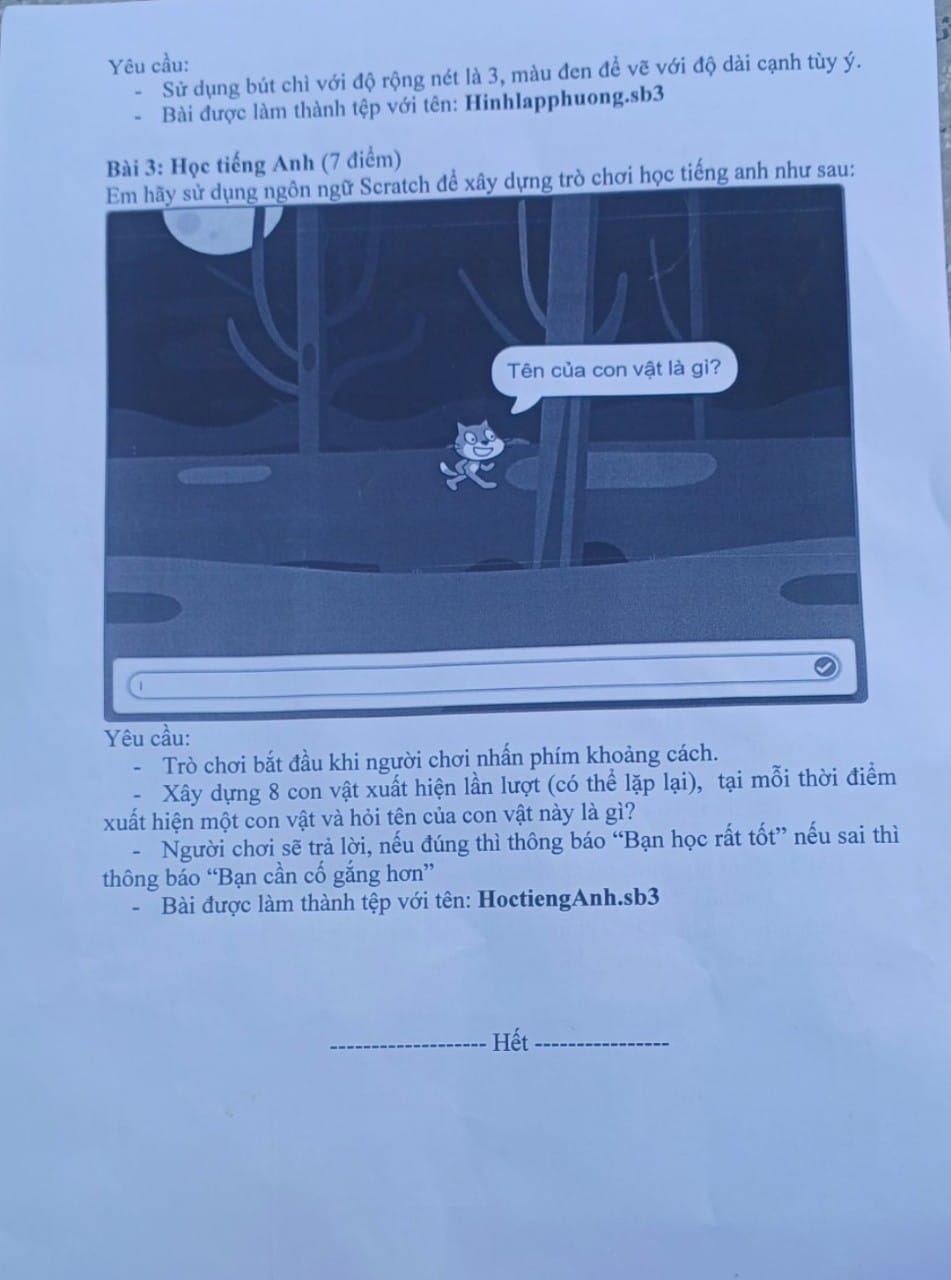 Yêu cầu:
- Sử dụng bút chì với độ rộng nét là 3, màu đen để vẽ với độ dài cạnh tùy ý.
- Bài được làm thành tệp với tên: Hinhlapphuong.sb3
Bài 3: Học tiếng Anh (7 điểm)
Em hãy sử dụng ngôn ngữ Scratch để xây dựng trò chơi học tiếng anh như sau:
Tên của con vật là gì?
Yêu cầu:
- Trò chơi bắt đầu khi người chơi nhấn phím khoảng cách.
- Xây dựng 8 con vật xuất hiện lần lượt (có thể lặp lại), tại mỗi thời điểm
xuất hiện một con vật và hỏi tên của con vật này là gì?
- Người chơi sẽ trả lời, nếu đúng thì thông báo “Bạn học rất tốt” nếu sai thì
thông báo “Bạn cần cố gắng hơn”
- Bài được làm thành tệp với tên: HoctiengAnh.sb3
------------------- Hết ----------------